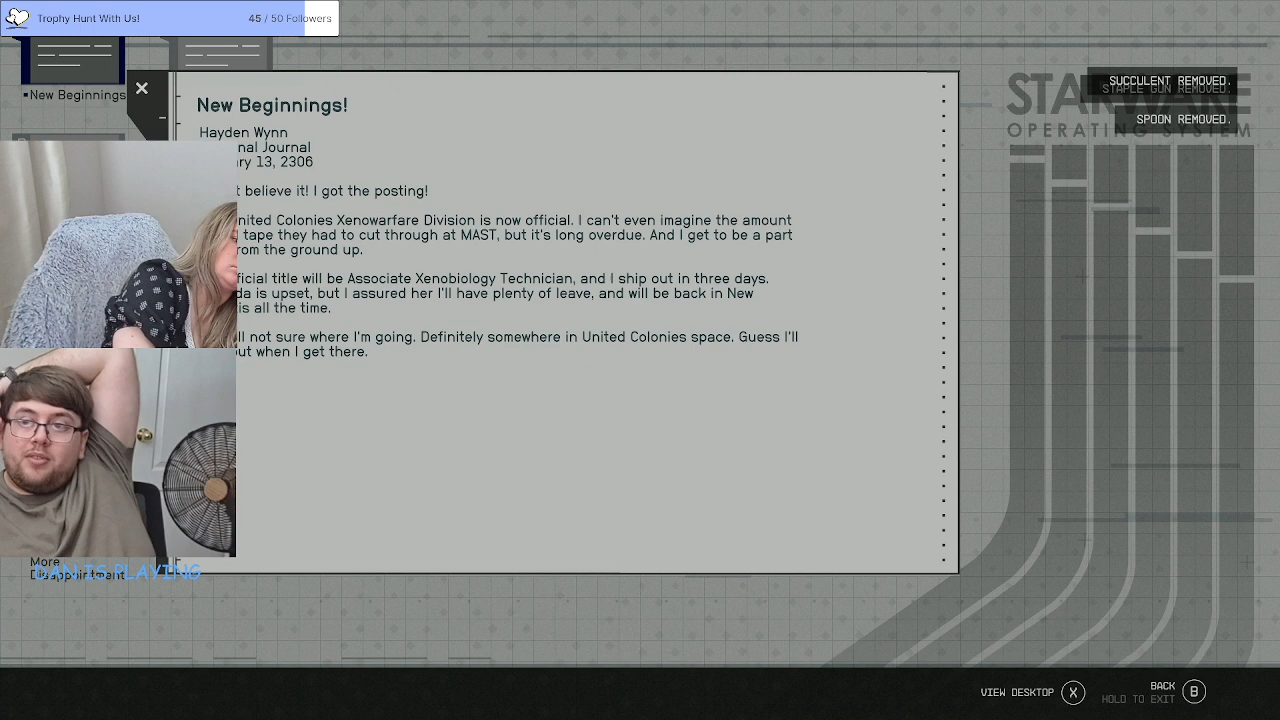 Trophy Hunt With Us!
45 / 50 Followers
New Beginnings
New Beginnings!
Hayden Wynn
nal Journal
ry 13, 2306
t believe it! I got the posting!
nited Colonies Xenowarfare Division is now official. I can't even imagine the amount
tape they had to cut through at MAST, but it's long overdue. And I get to be a part
rom the ground up.
ficial title will be Associate Xenobiology Technician, and I ship out in three days.
da is upset, but I assured her I'll have plenty of leave, and will be back in New
is all the time.
ll not sure where I'm going. Definitely somewhere in United Colonies space. Guess I'll
out when I get there.
STARWARE
OPERATING SYSTEM
SUCCULENT REMOVED.
STAPLE GUN REMOVED.
SPOON REMOVED.
More
Disappointment
DAN IS PLAYING
VIEW DESKTOP X
BACK B
HOLD TO EXIT